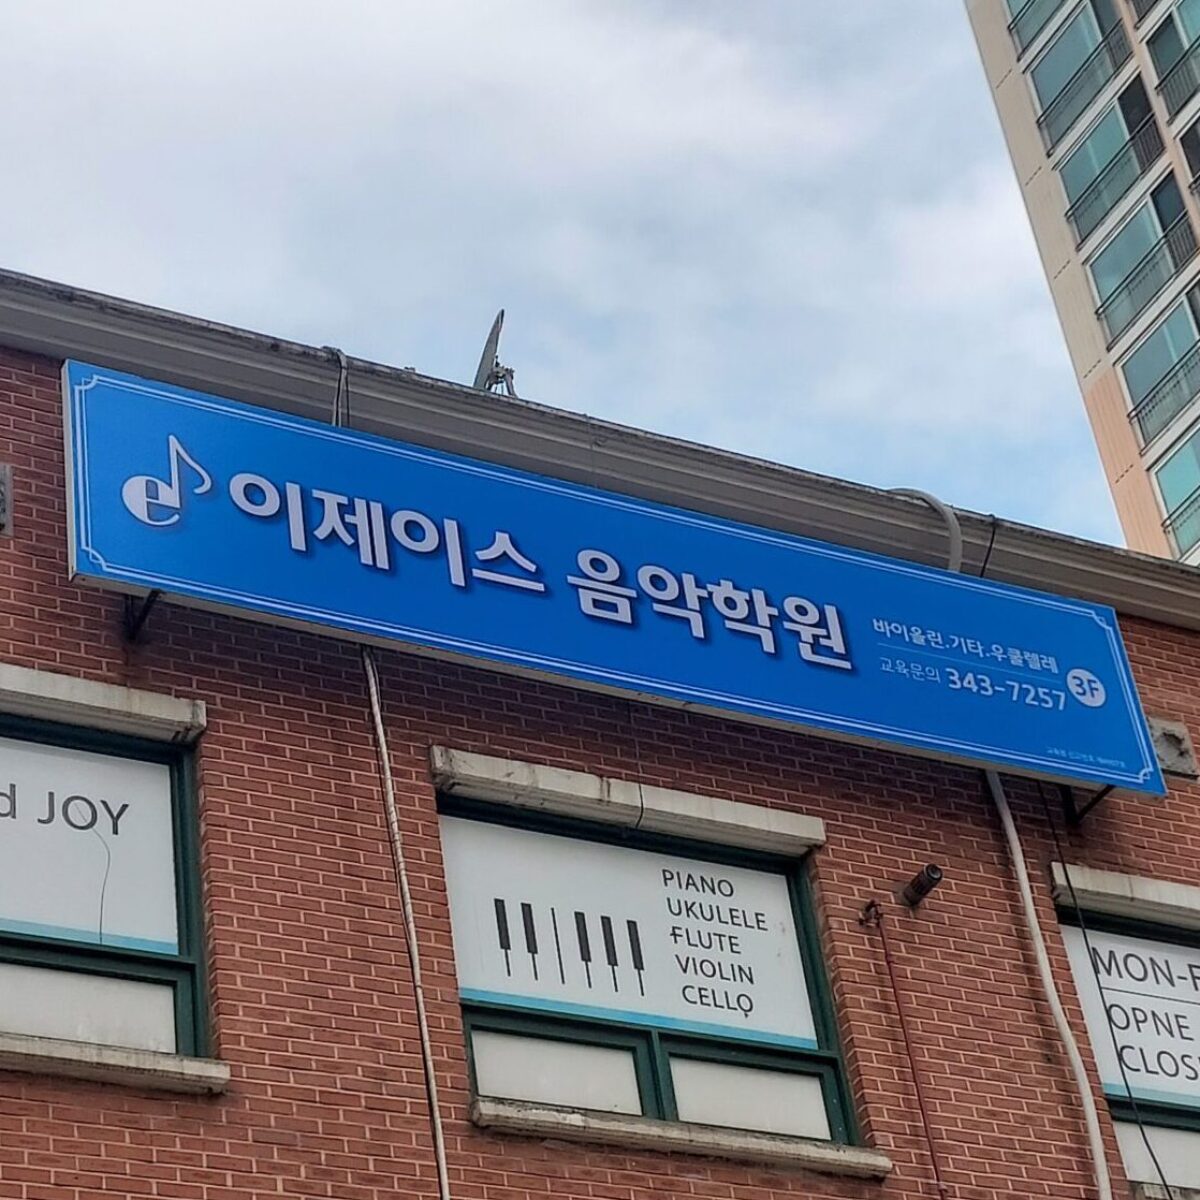 이제이스 음악학원
바이올린.기타.우쿨렐레
교육문의 343-7257
3F
d JOY
PIANO
UKULELE
FLUTE
VIOLIN
CELLO
MON-F
OPNE
CLOS